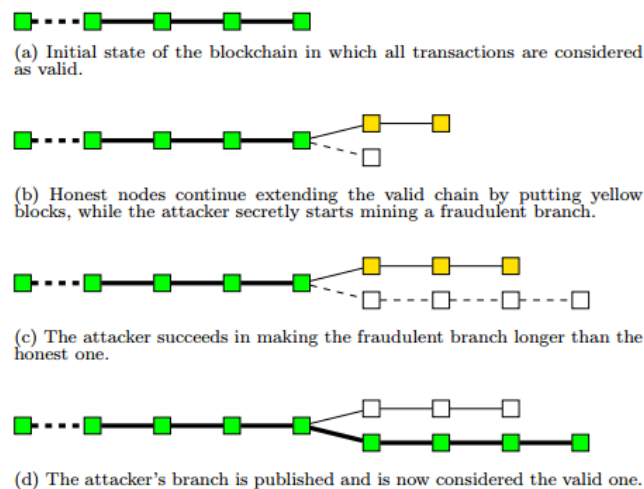 (a) Initial state of the blockchain in which all transactions are considered
as valid.
(b) Honest nodes continue extending the valid chain by putting yellow
blocks, while the attacker secretly starts mining a fraudulent branch.
(c) The attacker succeeds in making the fraudulent branch longer than the
honest one.
(d) The attacker's branch is published and is now considered the valid one.